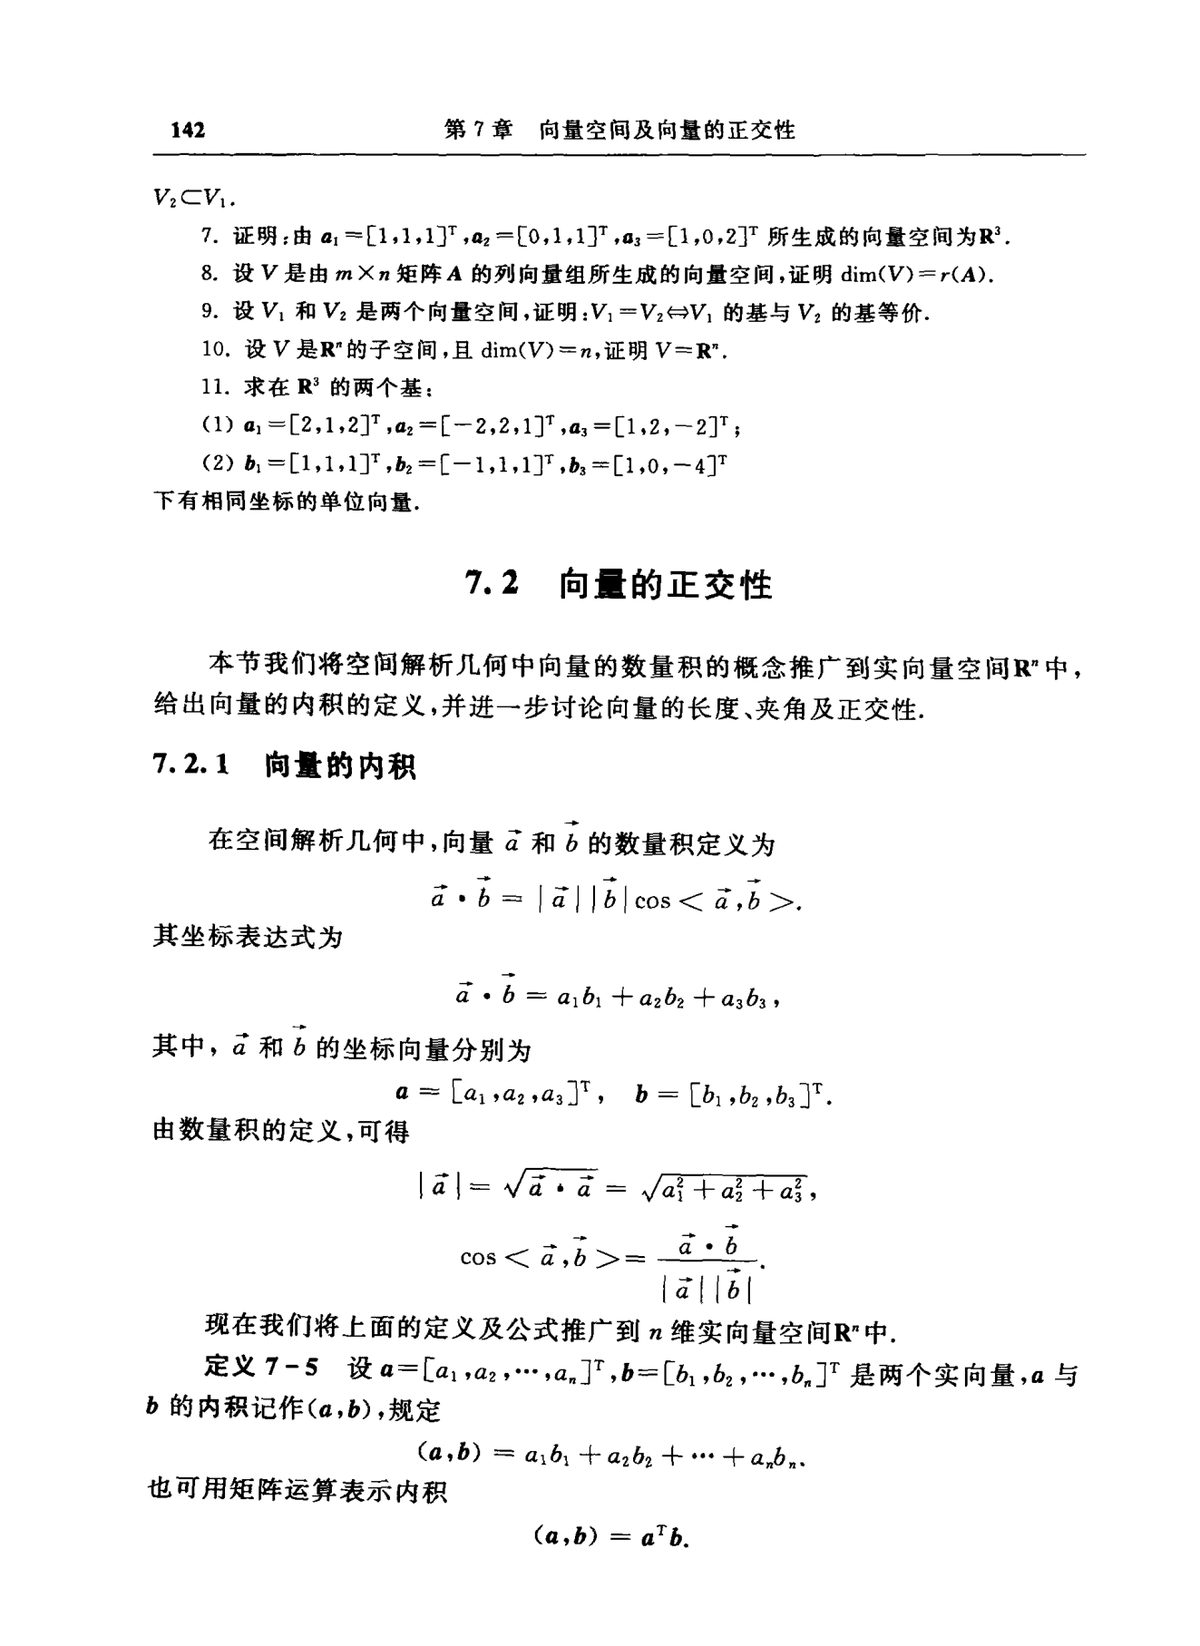 142 第 7 章 向量空间及向量的正交性
V₂⊂V₁.
7. 证明:由 a₁=[1,1,1]ᵀ,a₂=[0,1,1]ᵀ,a₃=[1,0,2]ᵀ 所生成的向量空间为R³.
8. 设 V 是由 m×n 矩阵 A 的列向量组所生成的向量空间,证明 dim(V)=r(A).
9. 设 V₁ 和 V₂ 是两个向量空间,证明:V₁=V₂⇔V₁ 的基与 V₂ 的基等价.
10. 设 V 是Rⁿ的子空间,且 dim(V)=n,证明 V=Rⁿ.
11. 求在 R³ 的两个基:
(1) a₁=[2,1,2]ᵀ,a₂=[-2,2,1]ᵀ,a₃=[1,2,-2]ᵀ;
(2) b₁=[1,1,1]ᵀ,b₂=[-1,1,1]ᵀ,b₃=[1,0,-4]ᵀ
下有相同坐标的单位向量.
7.2 向量的正交性
本节我们将空间解析几何中向量的数量积的概念推广到实向量空间Rⁿ中,
给出向量的内积的定义,并进一步讨论向量的长度、夹角及正交性.
7.2.1 向量的内积
在空间解析几何中,向量 a⃗ 和 b⃗ 的数量积定义为
a⃗ · b⃗ = |a⃗||b⃗|cos < a⃗,b⃗ >.
其坐标表达式为
a⃗ · b⃗ = a₁b₁ + a₂b₂ + a₃b₃,
其中, a⃗ 和 b⃗ 的坐标向量分别为
a = [a₁,a₂,a₃]ᵀ, b = [b₁,b₂,b₃]ᵀ.
由数量积的定义,可得
|a⃗| = √(a⃗ · a⃗) = √(a₁² + a₂² + a₃²),
cos < a⃗,b⃗ >= (a⃗ · b⃗)/(|a⃗||b⃗|).
现在我们将上面的定义及公式推广到 n 维实向量空间Rⁿ中.
定义 7-5 设 a=[a₁,a₂,⋯,aₙ]ᵀ,b=[b₁,b₂,⋯,bₙ]ᵀ 是两个实向量,a 与
b 的内积记作(a,b),规定
(a,b) = a₁b₁ + a₂b₂ + ⋯ + aₙbₙ.
也可用矩阵运算表示内积
(a,b) = aᵀb.